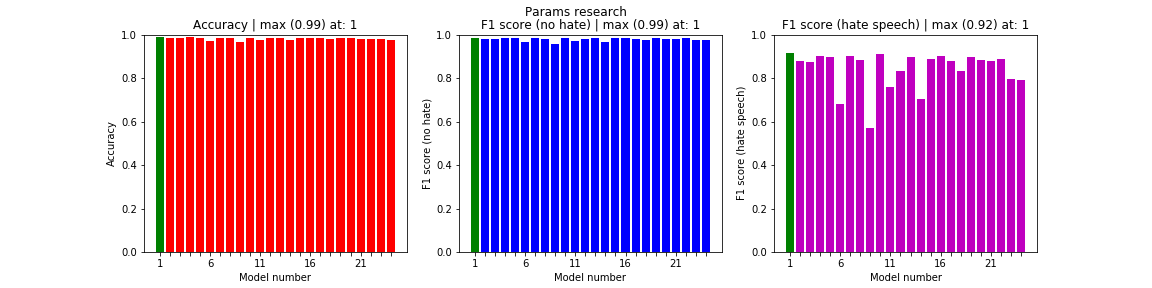 Params research
Accuracy | max (0.99) at: 1
1.0
0.8
0.6
0.4
0.2
0.0
Accuracy
1 6 11 16 21
Model number
F1 score (no hate) | max (0.99) at: 1
1.0
0.8
0.6
0.4
0.2
0.0
F1 score (no hate)
1 6 11 16 21
Model number
F1 score (hate speech) | max (0.92) at: 1
1.0
0.8
0.6
0.4
0.2
0.0
F1 score (hate speech)
1 6 11 16 21
Model number